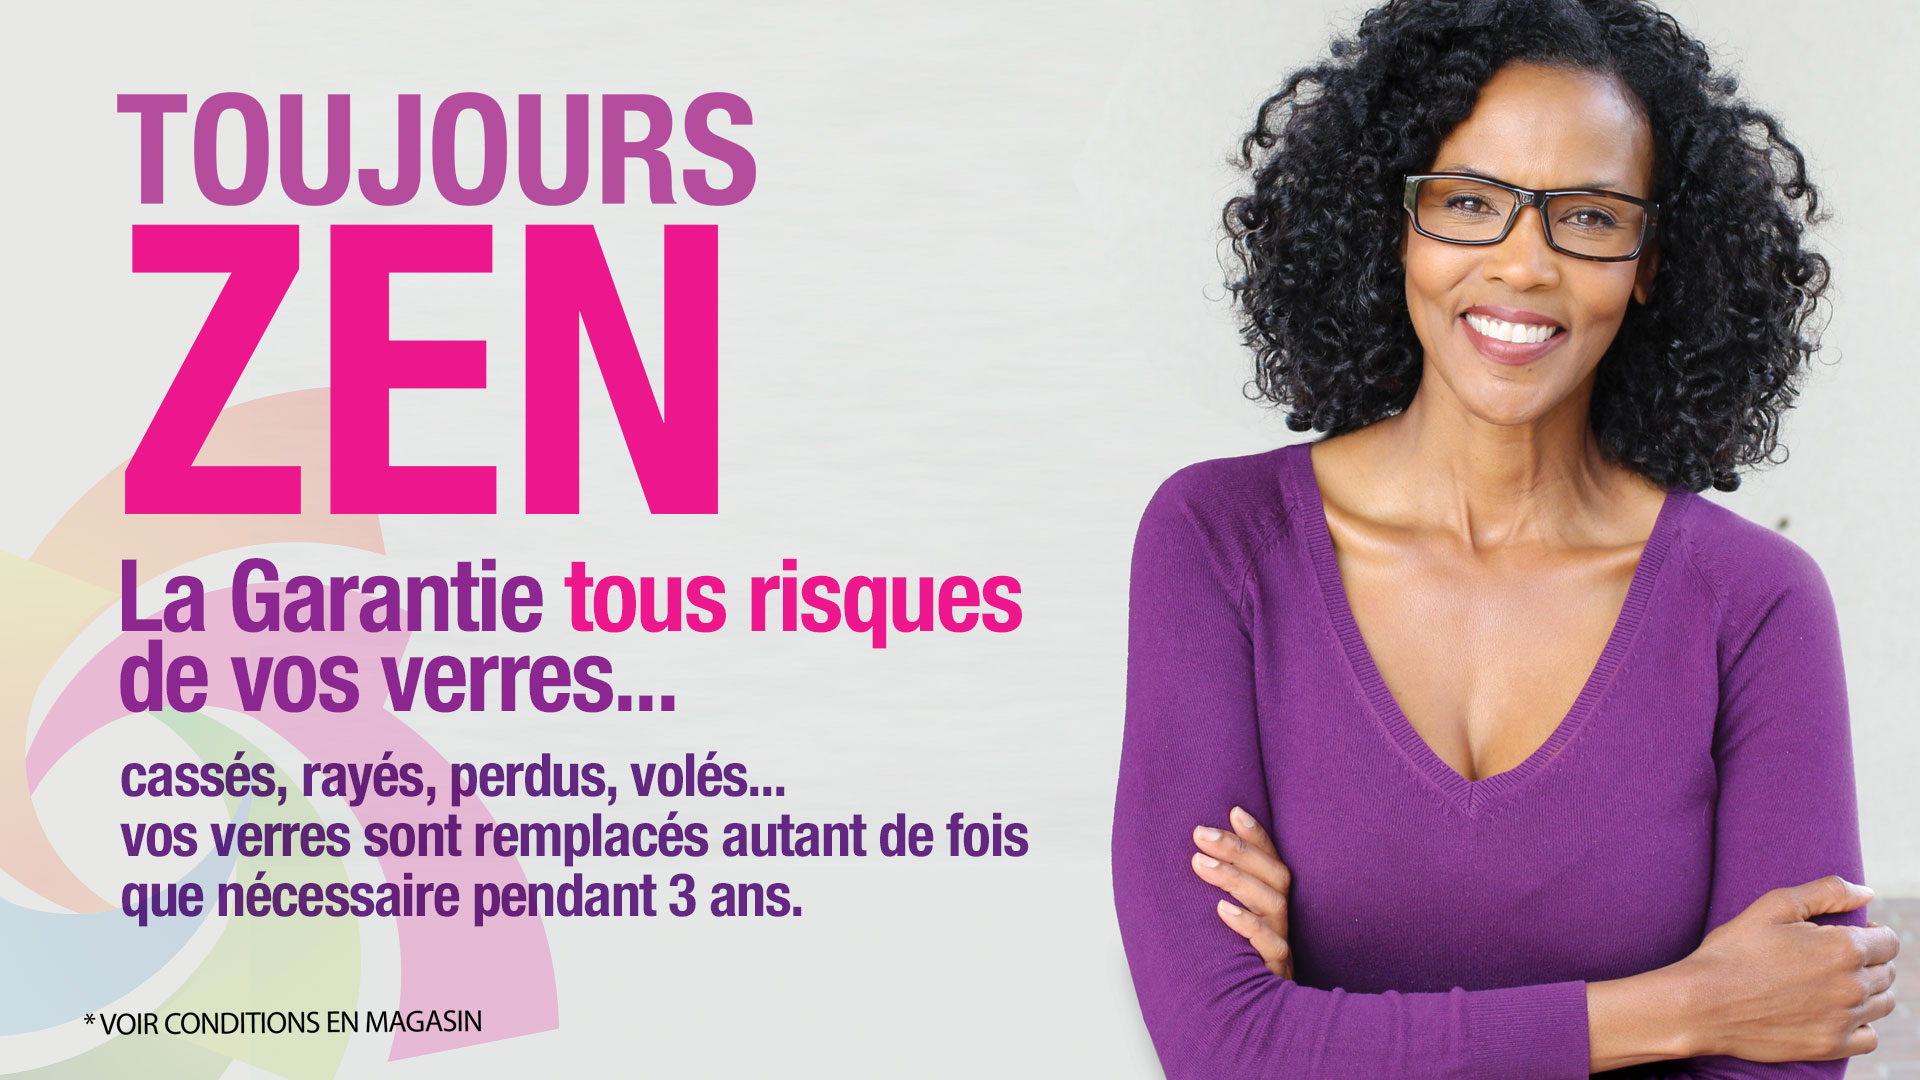 TOUJOURS
ZEN
La Garantie tous risques
de vos verres...
cassés, rayés, perdus, volés...
vos verres sont remplacés autant de fois
que nécessaire pendant 3 ans.
* VOIR CONDITIONS EN MAGASIN